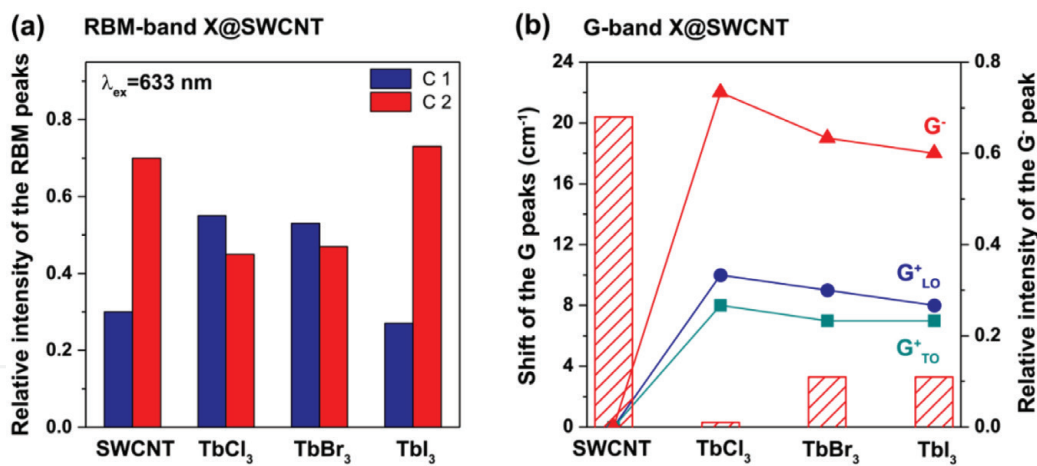 (a) RBM-band X@SWCNT
λex=633 nm
C 1
C 2
Relative intensity of the RBM peaks
0.8
0.6
0.4
0.2
0.0
SWCNT TbCl3 TbBr3 TbI3
(b) G-band X@SWCNT
Shift of the G peaks (cm-1)
24
20
16
12
8
4
0
G-
G+LO
G+TO
0.8
0.6
0.4
0.2
0.0
Relative intensity of the G- peak
SWCNT TbCl3 TbBr3 TbI3